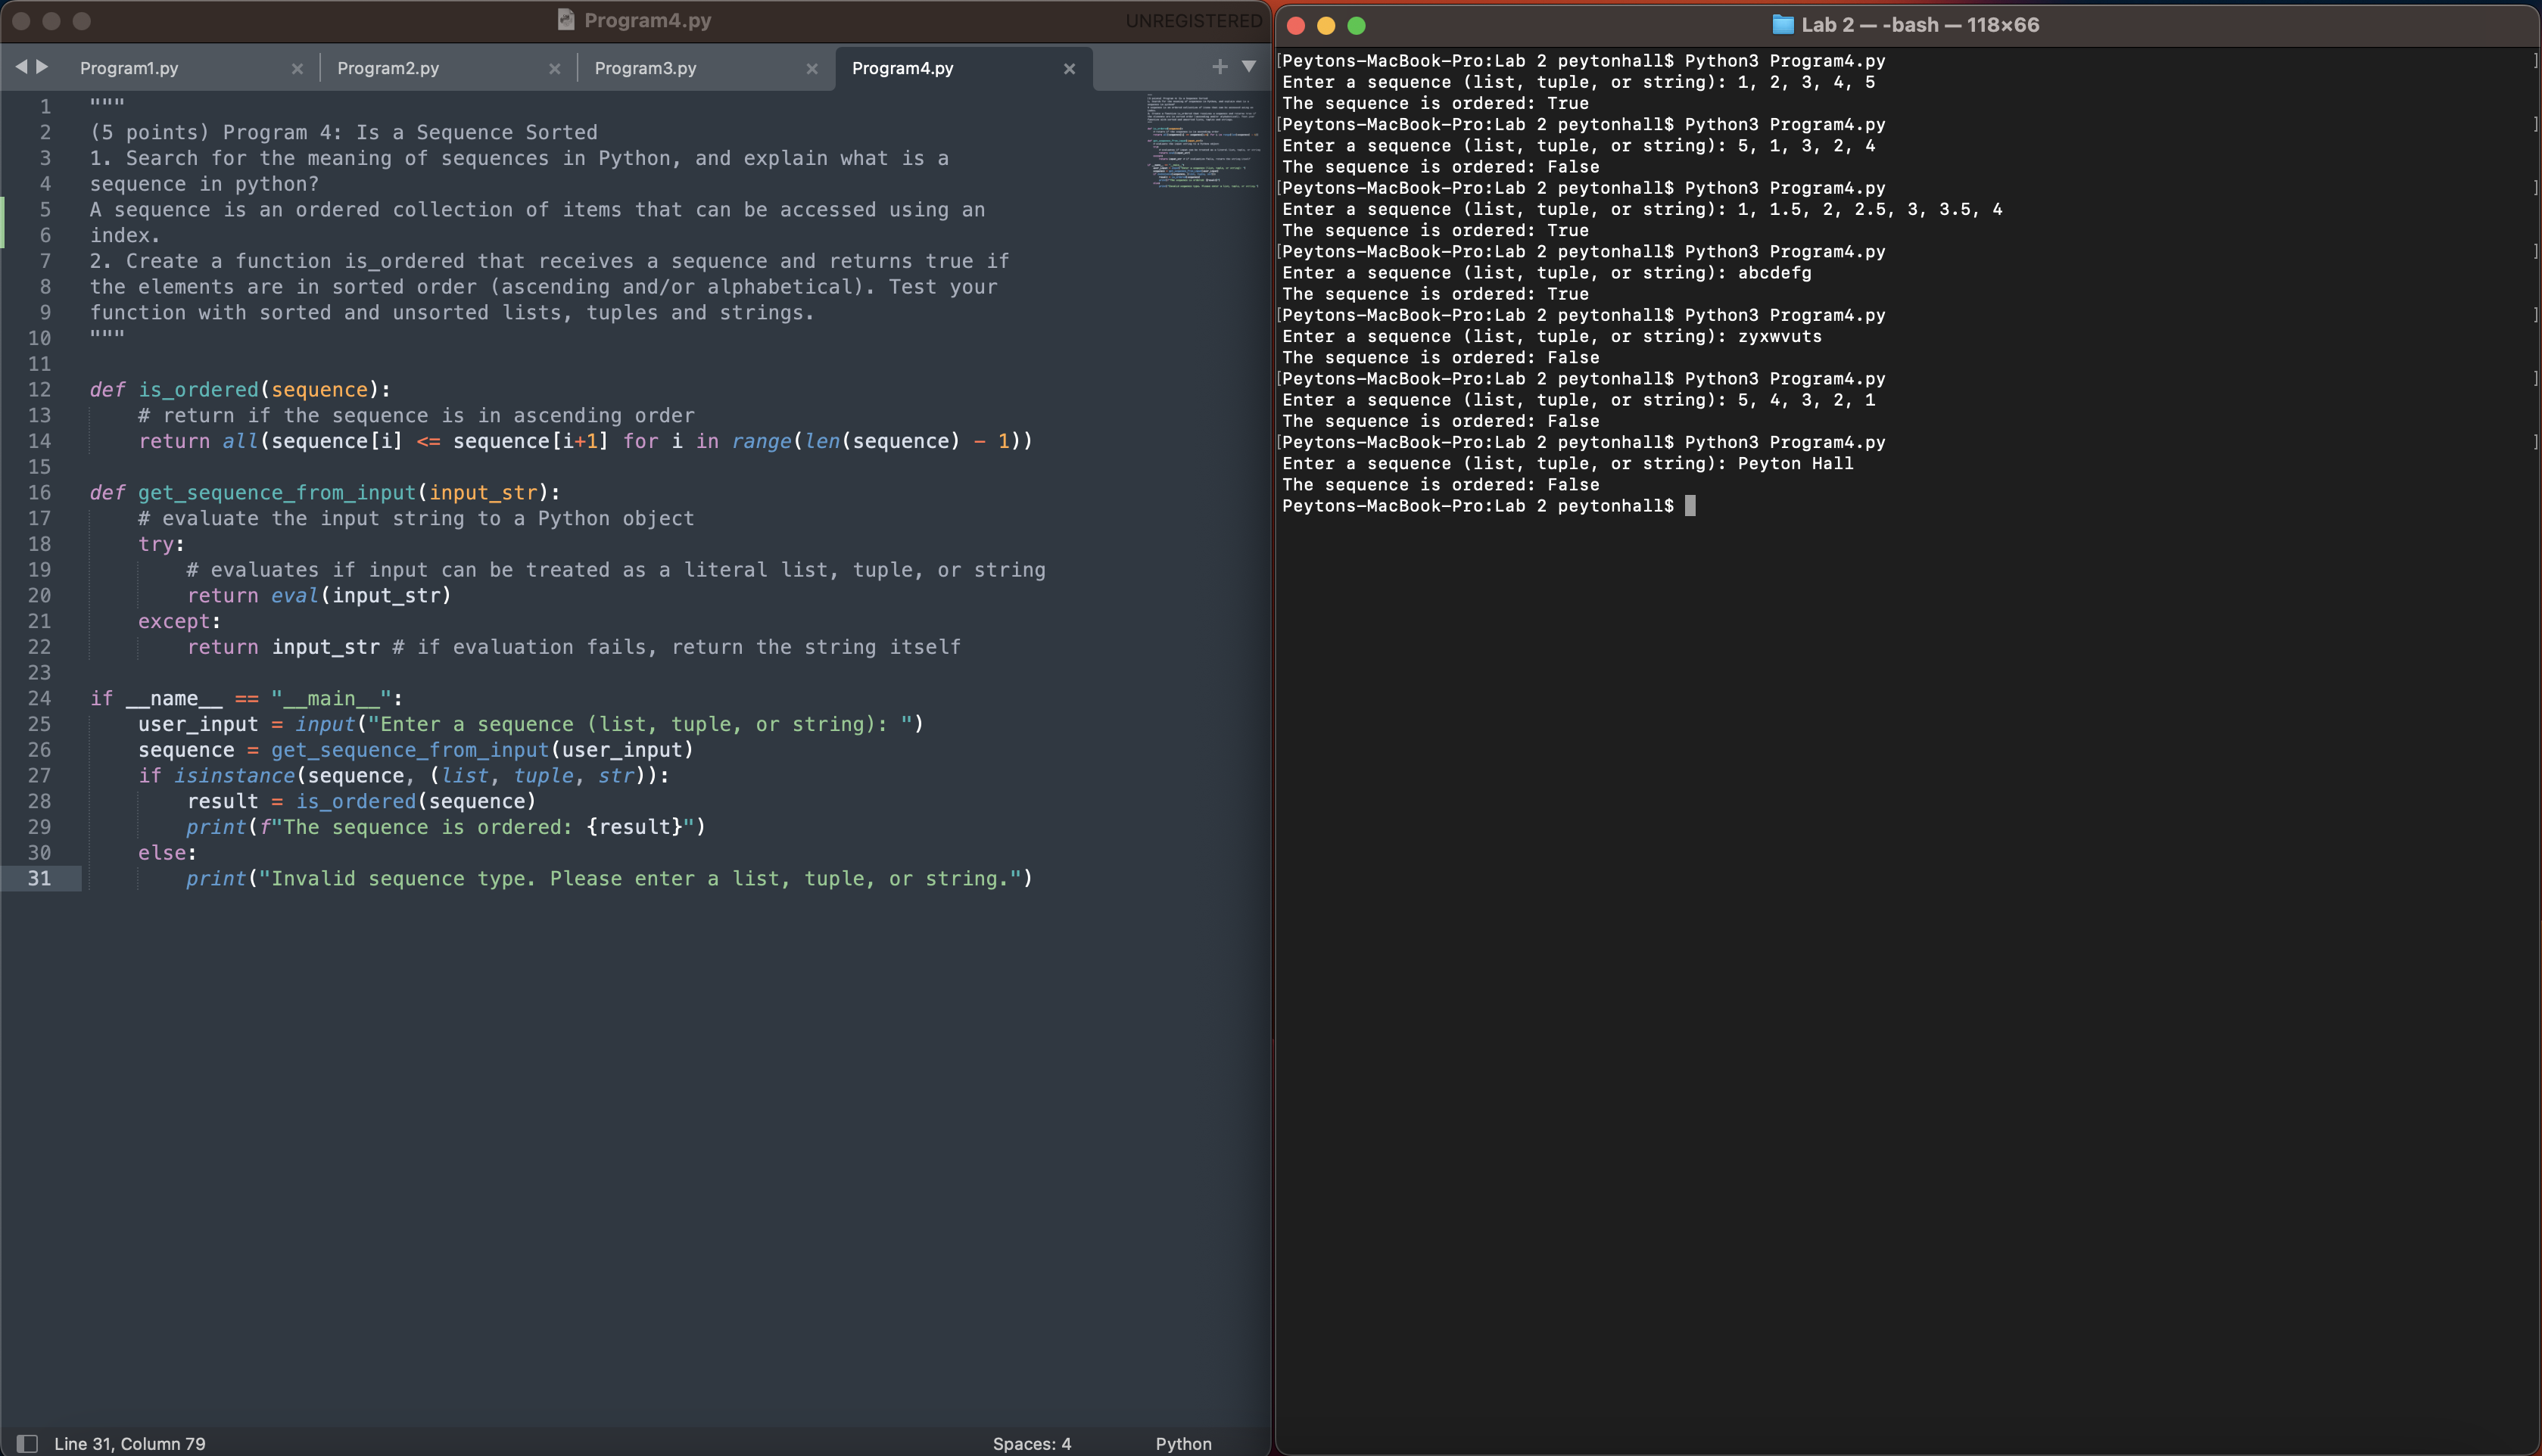 Program4.py
UNREGISTERED
Program1.py
Program2.py
Program3.py
Program4.py
1 """
2 (5 points) Program 4: Is a Sequence Sorted
3 1. Search for the meaning of sequences in Python, and explain what is a
4 sequence in python?
5 A sequence is an ordered collection of items that can be accessed using an
6 index.
7 2. Create a function is_ordered that receives a sequence and returns true if
8 the elements are in sorted order (ascending and/or alphabetical). Test your
9 function with sorted and unsorted lists, tuples and strings.
10 """
11
12 def is_ordered(sequence):
13     # return if the sequence is in ascending order
14     return all(sequence[i] <= sequence[i+1] for i in range(len(sequence) - 1))
15
16 def get_sequence_from_input(input_str):
17     # evaluate the input string to a Python object
18     try:
19         # evaluates if input can be treated as a literal list, tuple, or string
20         return eval(input_str)
21     except:
22         return input_str # if evaluation fails, return the string itself
23
24 if __name__ == "__main__":
25     user_input = input("Enter a sequence (list, tuple, or string): ")
26     sequence = get_sequence_from_input(user_input)
27     if isinstance(sequence, (list, tuple, str)):
28         result = is_ordered(sequence)
29         print(f"The sequence is ordered: {result}")
30     else:
31         print("Invalid sequence type. Please enter a list, tuple, or string.")
Line 31, Column 79
Spaces: 4
Python
Lab 2 — -bash — 118×66
[Peytons-MacBook-Pro:Lab 2 peytonhall$ Python3 Program4.py ]
Enter a sequence (list, tuple, or string): 1, 2, 3, 4, 5
The sequence is ordered: True
[Peytons-MacBook-Pro:Lab 2 peytonhall$ Python3 Program4.py ]
Enter a sequence (list, tuple, or string): 5, 1, 3, 2, 4
The sequence is ordered: False
[Peytons-MacBook-Pro:Lab 2 peytonhall$ Python3 Program4.py ]
Enter a sequence (list, tuple, or string): 1, 1.5, 2, 2.5, 3, 3.5, 4
The sequence is ordered: True
[Peytons-MacBook-Pro:Lab 2 peytonhall$ Python3 Program4.py ]
Enter a sequence (list, tuple, or string): abcdefg
The sequence is ordered: True
[Peytons-MacBook-Pro:Lab 2 peytonhall$ Python3 Program4.py ]
Enter a sequence (list, tuple, or string): zyxwvuts
The sequence is ordered: False
[Peytons-MacBook-Pro:Lab 2 peytonhall$ Python3 Program4.py ]
Enter a sequence (list, tuple, or string): 5, 4, 3, 2, 1
The sequence is ordered: False
[Peytons-MacBook-Pro:Lab 2 peytonhall$ Python3 Program4.py ]
Enter a sequence (list, tuple, or string): Peyton Hall
The sequence is ordered: False
Peytons-MacBook-Pro:Lab 2 peytonhall$